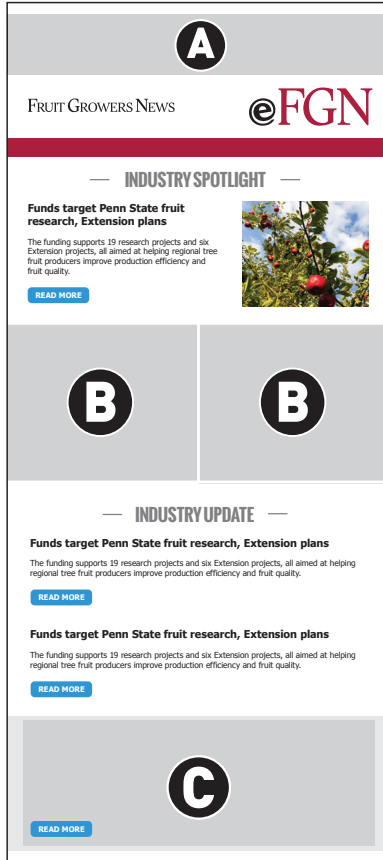 A
FRUIT GROWERS NEWS
eFGN
INDUSTRY SPOTLIGHT
Funds target Penn State fruit
research, Extension plans
The funding supports 19 research projects and six
Extension projects, all aimed at helping regional tree
fruit producers improve production efficiency and
fruit quality.
READ MORE
B
B
INDUSTRY UPDATE
Funds target Penn State fruit research, Extension plans
The funding supports 19 research projects and six Extension projects, all aimed at helping
regional tree fruit producers improve production efficiency and fruit quality.
READ MORE
Funds target Penn State fruit research, Extension plans
The funding supports 19 research projects and six Extension projects, all aimed at helping
regional tree fruit producers improve production efficiency and fruit quality.
READ MORE
C
READ MORE